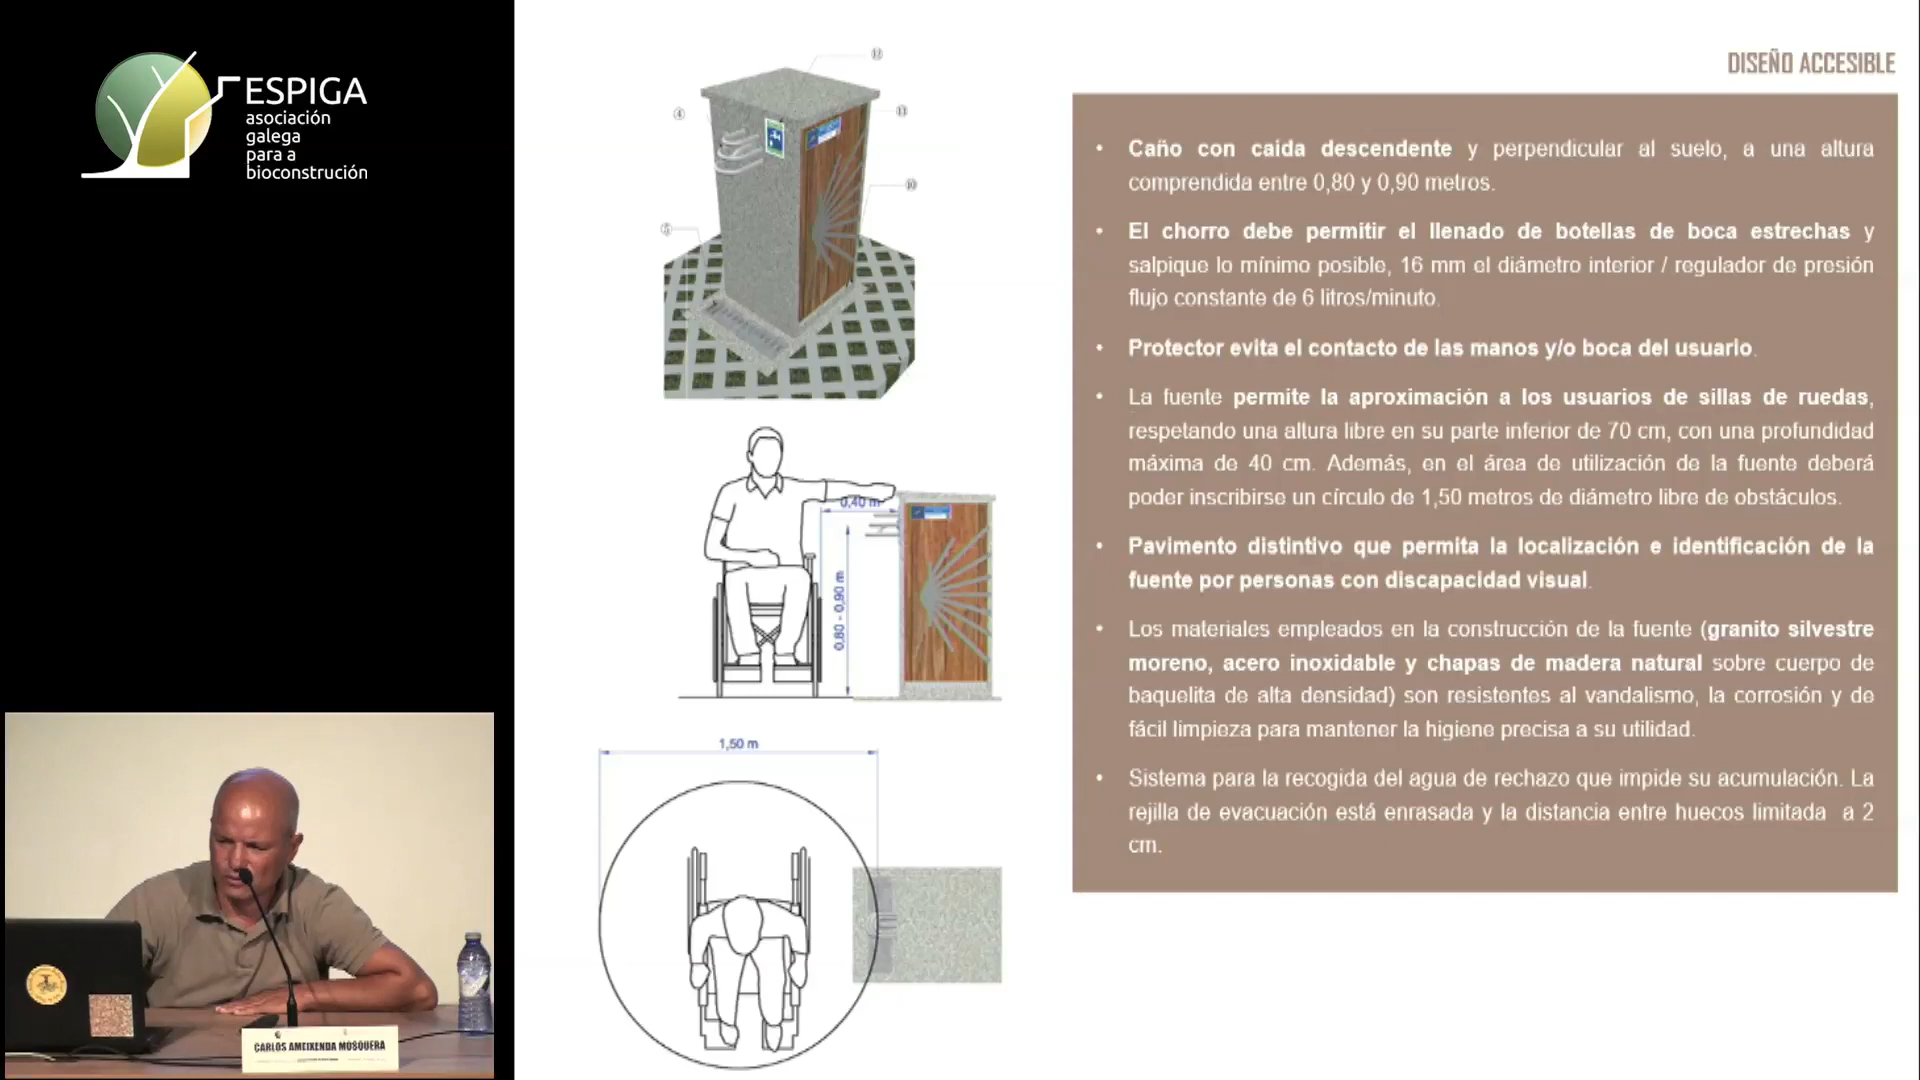 ESPIGA
asociación
galega
para a
bioconstrución
DISEÑO ACCESIBLE
• Caño con caida descendente y perpendicular al suelo, a una altura
comprendida entre 0,80 y 0,90 metros.
• El chorro debe permitir el llenado de botellas de boca estrechas y
salpique lo mínimo posible, 16 mm el diámetro interior / regulador de presión
flujo constante de 6 litros/minuto.
• Protector evita el contacto de las manos y/o boca del usuario.
• La fuente permite la aproximación a los usuarios de sillas de ruedas,
respetando una altura libre en su parte inferior de 70 cm, con una profundidad
máxima de 40 cm. Además, en el área de utilización de la fuente deberá
poder inscribirse un círculo de 1,50 metros de diámetro libre de obstáculos.
• Pavimento distintivo que permita la localización e identificación de la
fuente por personas con discapacidad visual.
• Los materiales empleados en la construcción de la fuente (granito silvestre
moreno, acero inoxidable y chapas de madera natural sobre cuerpo de
baquelita de alta densidad) son resistentes al vandalismo, la corrosión y de
fácil limpieza para mantener la higiene precisa a su utilidad.
• Sistema para la recogida del agua de rechazo que impide su acumulación. La
rejilla de evacuación está enrasada y la distancia entre huecos limitada a 2
cm.
12
4
11
10
5
0,40 m
0,80 - 0,90 m
1,50 m
CARLOS AMEIXENDA MOSQUERA